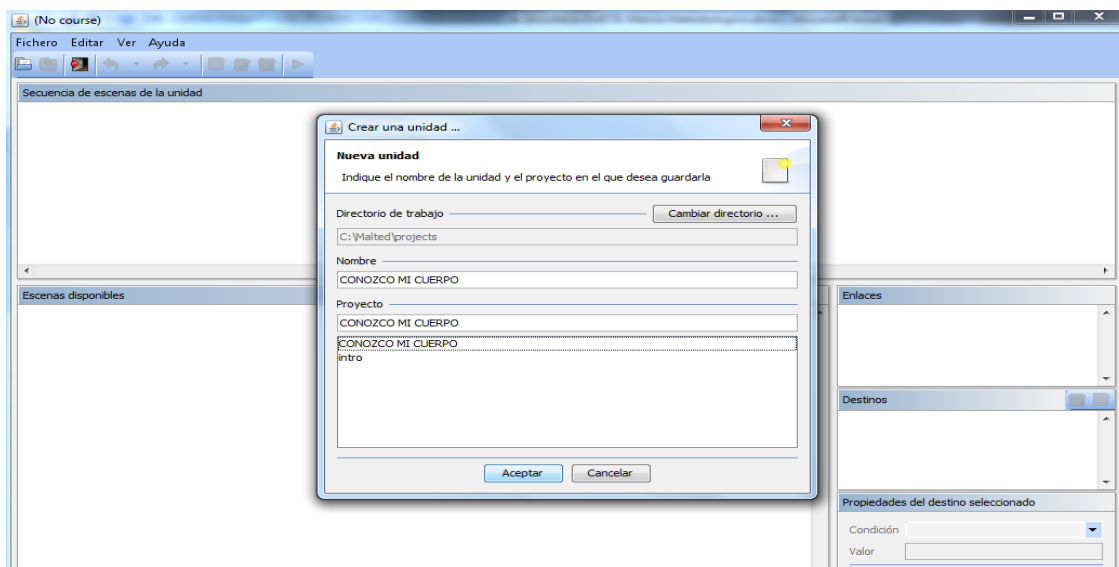 (No course)
Fichero Editar Ver Ayuda
Secuencia de escenas de la unidad
Crear una unidad ...
Nueva unidad
Indique el nombre de la unidad y el proyecto en el que desea guardarla
Directorio de trabajo
Cambiar directorio ...
C:\Malted\projects
Nombre
CONOZCO MI CUERPO
Proyecto
CONOZCO MI CUERPO
CONOZCO MI CUERPO
intro
Aceptar Cancelar
Escenas disponibles
Enlaces
Destinos
Propiedades del destino seleccionado
Condición
Valor